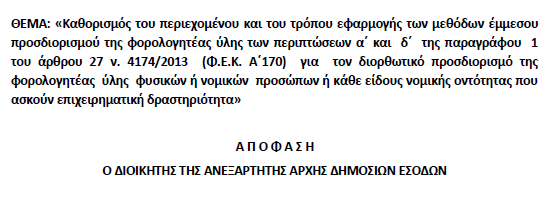 ΘΕΜΑ: «Καθορισμός του περιεχομένου και του τρόπου εφαρμογής των μεθόδων έμμεσου
προσδιορισμού της φορολογητέας ύλης των περιπτώσεων α΄ και δ΄ της παραγράφου 1
του άρθρου 27 ν. 4174/2013 (Φ.Ε.Κ. Α΄170) για τον διορθωτικό προσδιορισμό της
φορολογητέας ύλης φυσικών ή νομικών προσώπων ή κάθε είδους νομικής οντότητας που
ασκούν επιχειρηματική δραστηριότητα»
Α Π Ο Φ Α Σ Η
Ο ΔΙΟΙΚΗΤΗΣ ΤΗΣ ΑΝΕΞΑΡΤΗΤΗΣ ΑΡΧΗΣ ΔΗΜΟΣΙΩΝ ΕΣΟΔΩΝ